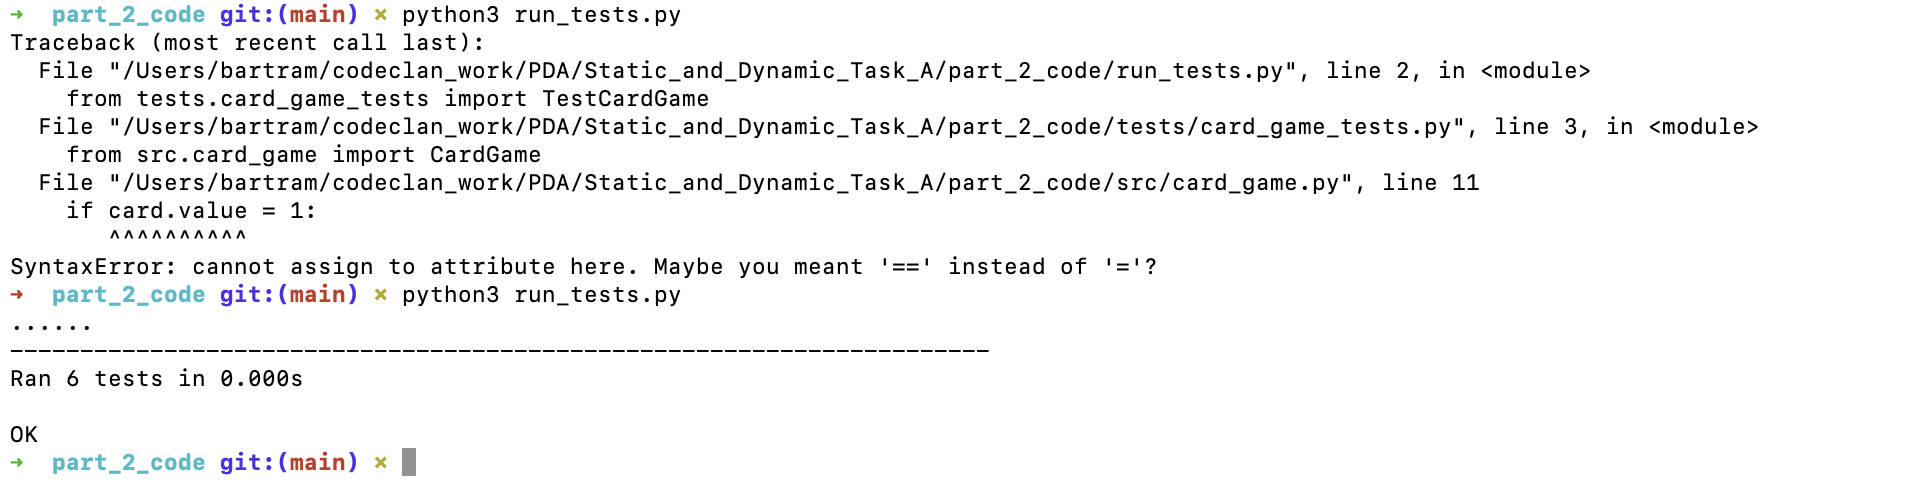 ➜  part_2_code git:(main) ✗ python3 run_tests.py
Traceback (most recent call last):
  File "/Users/bartram/codeclan_work/PDA/Static_and_Dynamic_Task_A/part_2_code/run_tests.py", line 2, in <module>
    from tests.card_game_tests import TestCardGame
  File "/Users/bartram/codeclan_work/PDA/Static_and_Dynamic_Task_A/part_2_code/tests/card_game_tests.py", line 3, in <module>
    from src.card_game import CardGame
  File "/Users/bartram/codeclan_work/PDA/Static_and_Dynamic_Task_A/part_2_code/src/card_game.py", line 11
    if card.value = 1:
       ^^^^^^^^^^
SyntaxError: cannot assign to attribute here. Maybe you meant '==' instead of '='?
➜  part_2_code git:(main) ✗ python3 run_tests.py
......
----------------------------------------------------------------------
Ran 6 tests in 0.000s

OK
➜  part_2_code git:(main) ✗